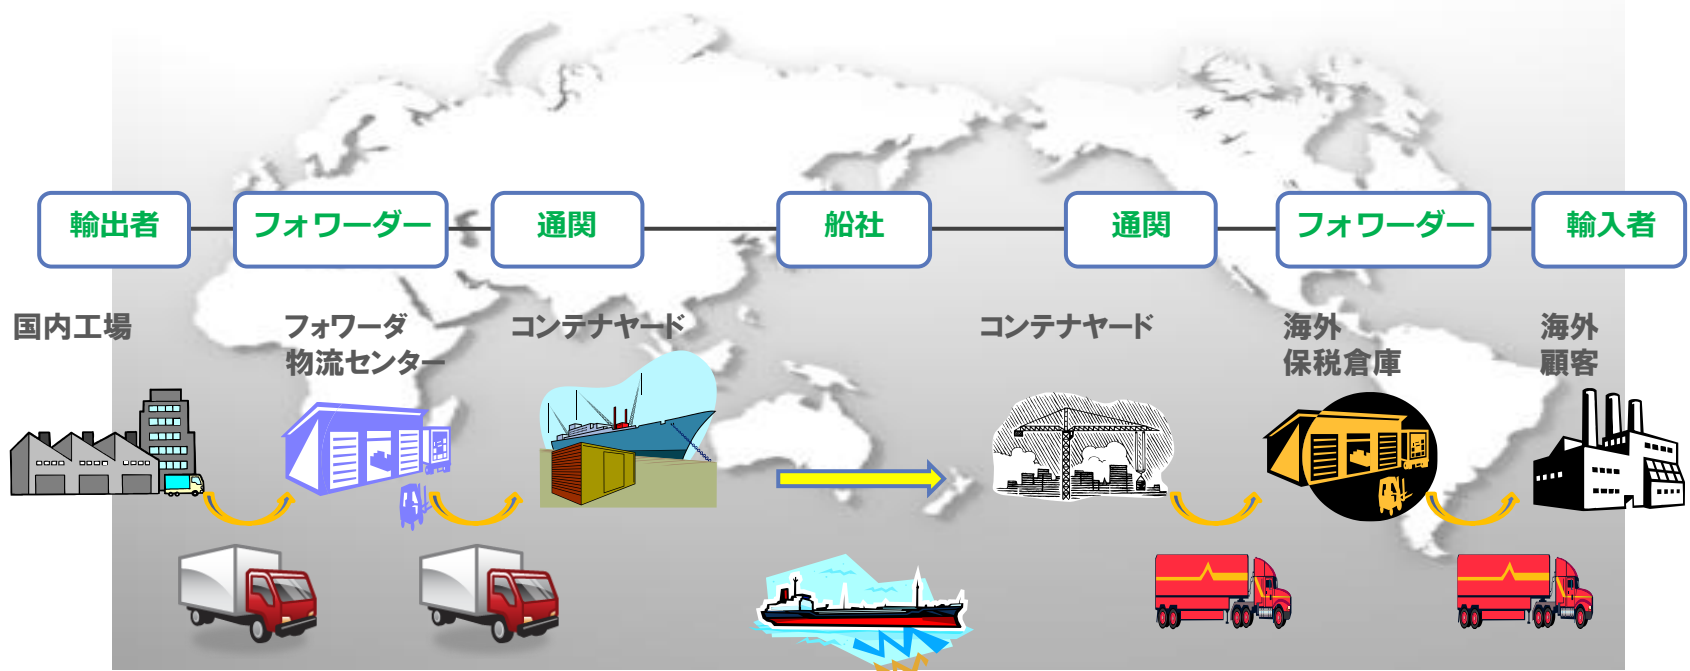 輸出者
フォワーダー
通関
船社
通関
フォワーダー
輸入者
国内工場
フォワーダ
物流センター
コンテナヤード
コンテナヤード
海外
保税倉庫
海外
顧客